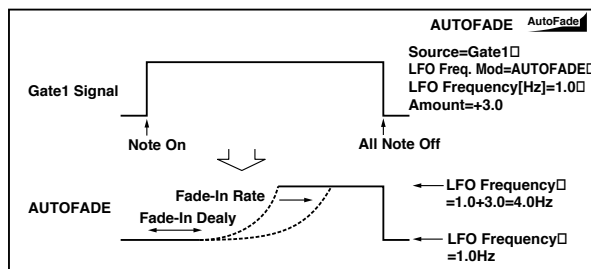 AUTOFADE
AutoFade
Source=Gate1□
LFO Freq. Mod=AUTOFADE□
LFO Frequency[Hz]=1.0□
Amount=+3.0
Gate1 Signal
Note On
All Note Off
AUTOFADE
Fade-In Rate
Fade-In Dealy
LFO Frequency□
=1.0+3.0=4.0Hz
LFO Frequency□
=1.0Hz